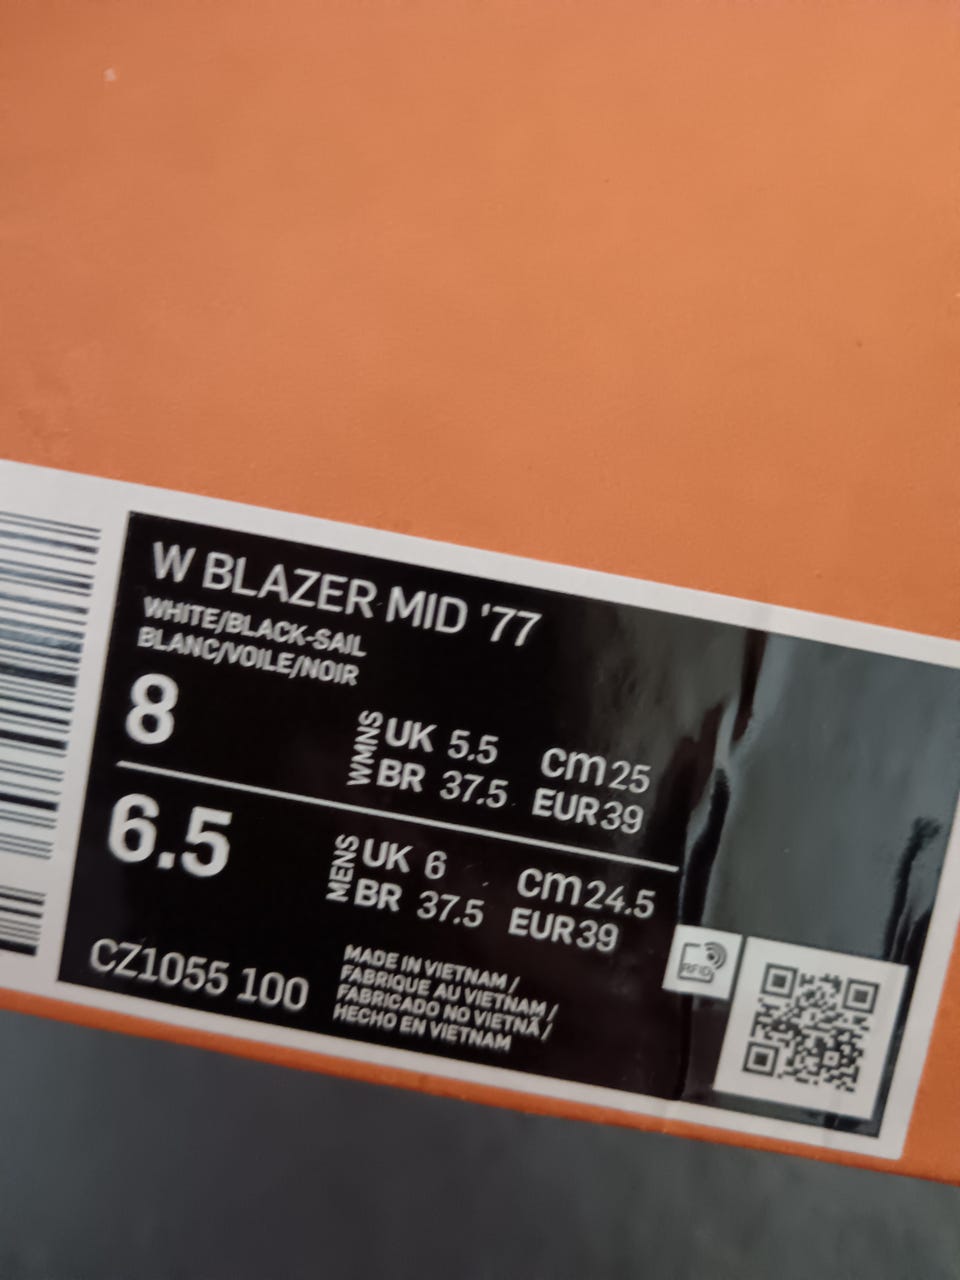 W BLAZER MID '77
WHITE/BLACK-SAIL
BLANC/VOILE/NOIR
8
WMNS
UK 5.5 cm 25
BR 37.5 EUR 39
6.5
MENS
UK 6 cm 24.5
BR 37.5 EUR 39
CZ1055 100
MADE IN VIETNAM /
FABRIQUE AU VIETNAM /
FABRICADO NO VIETNÃ /
HECHO EN VIETNAM
RFID